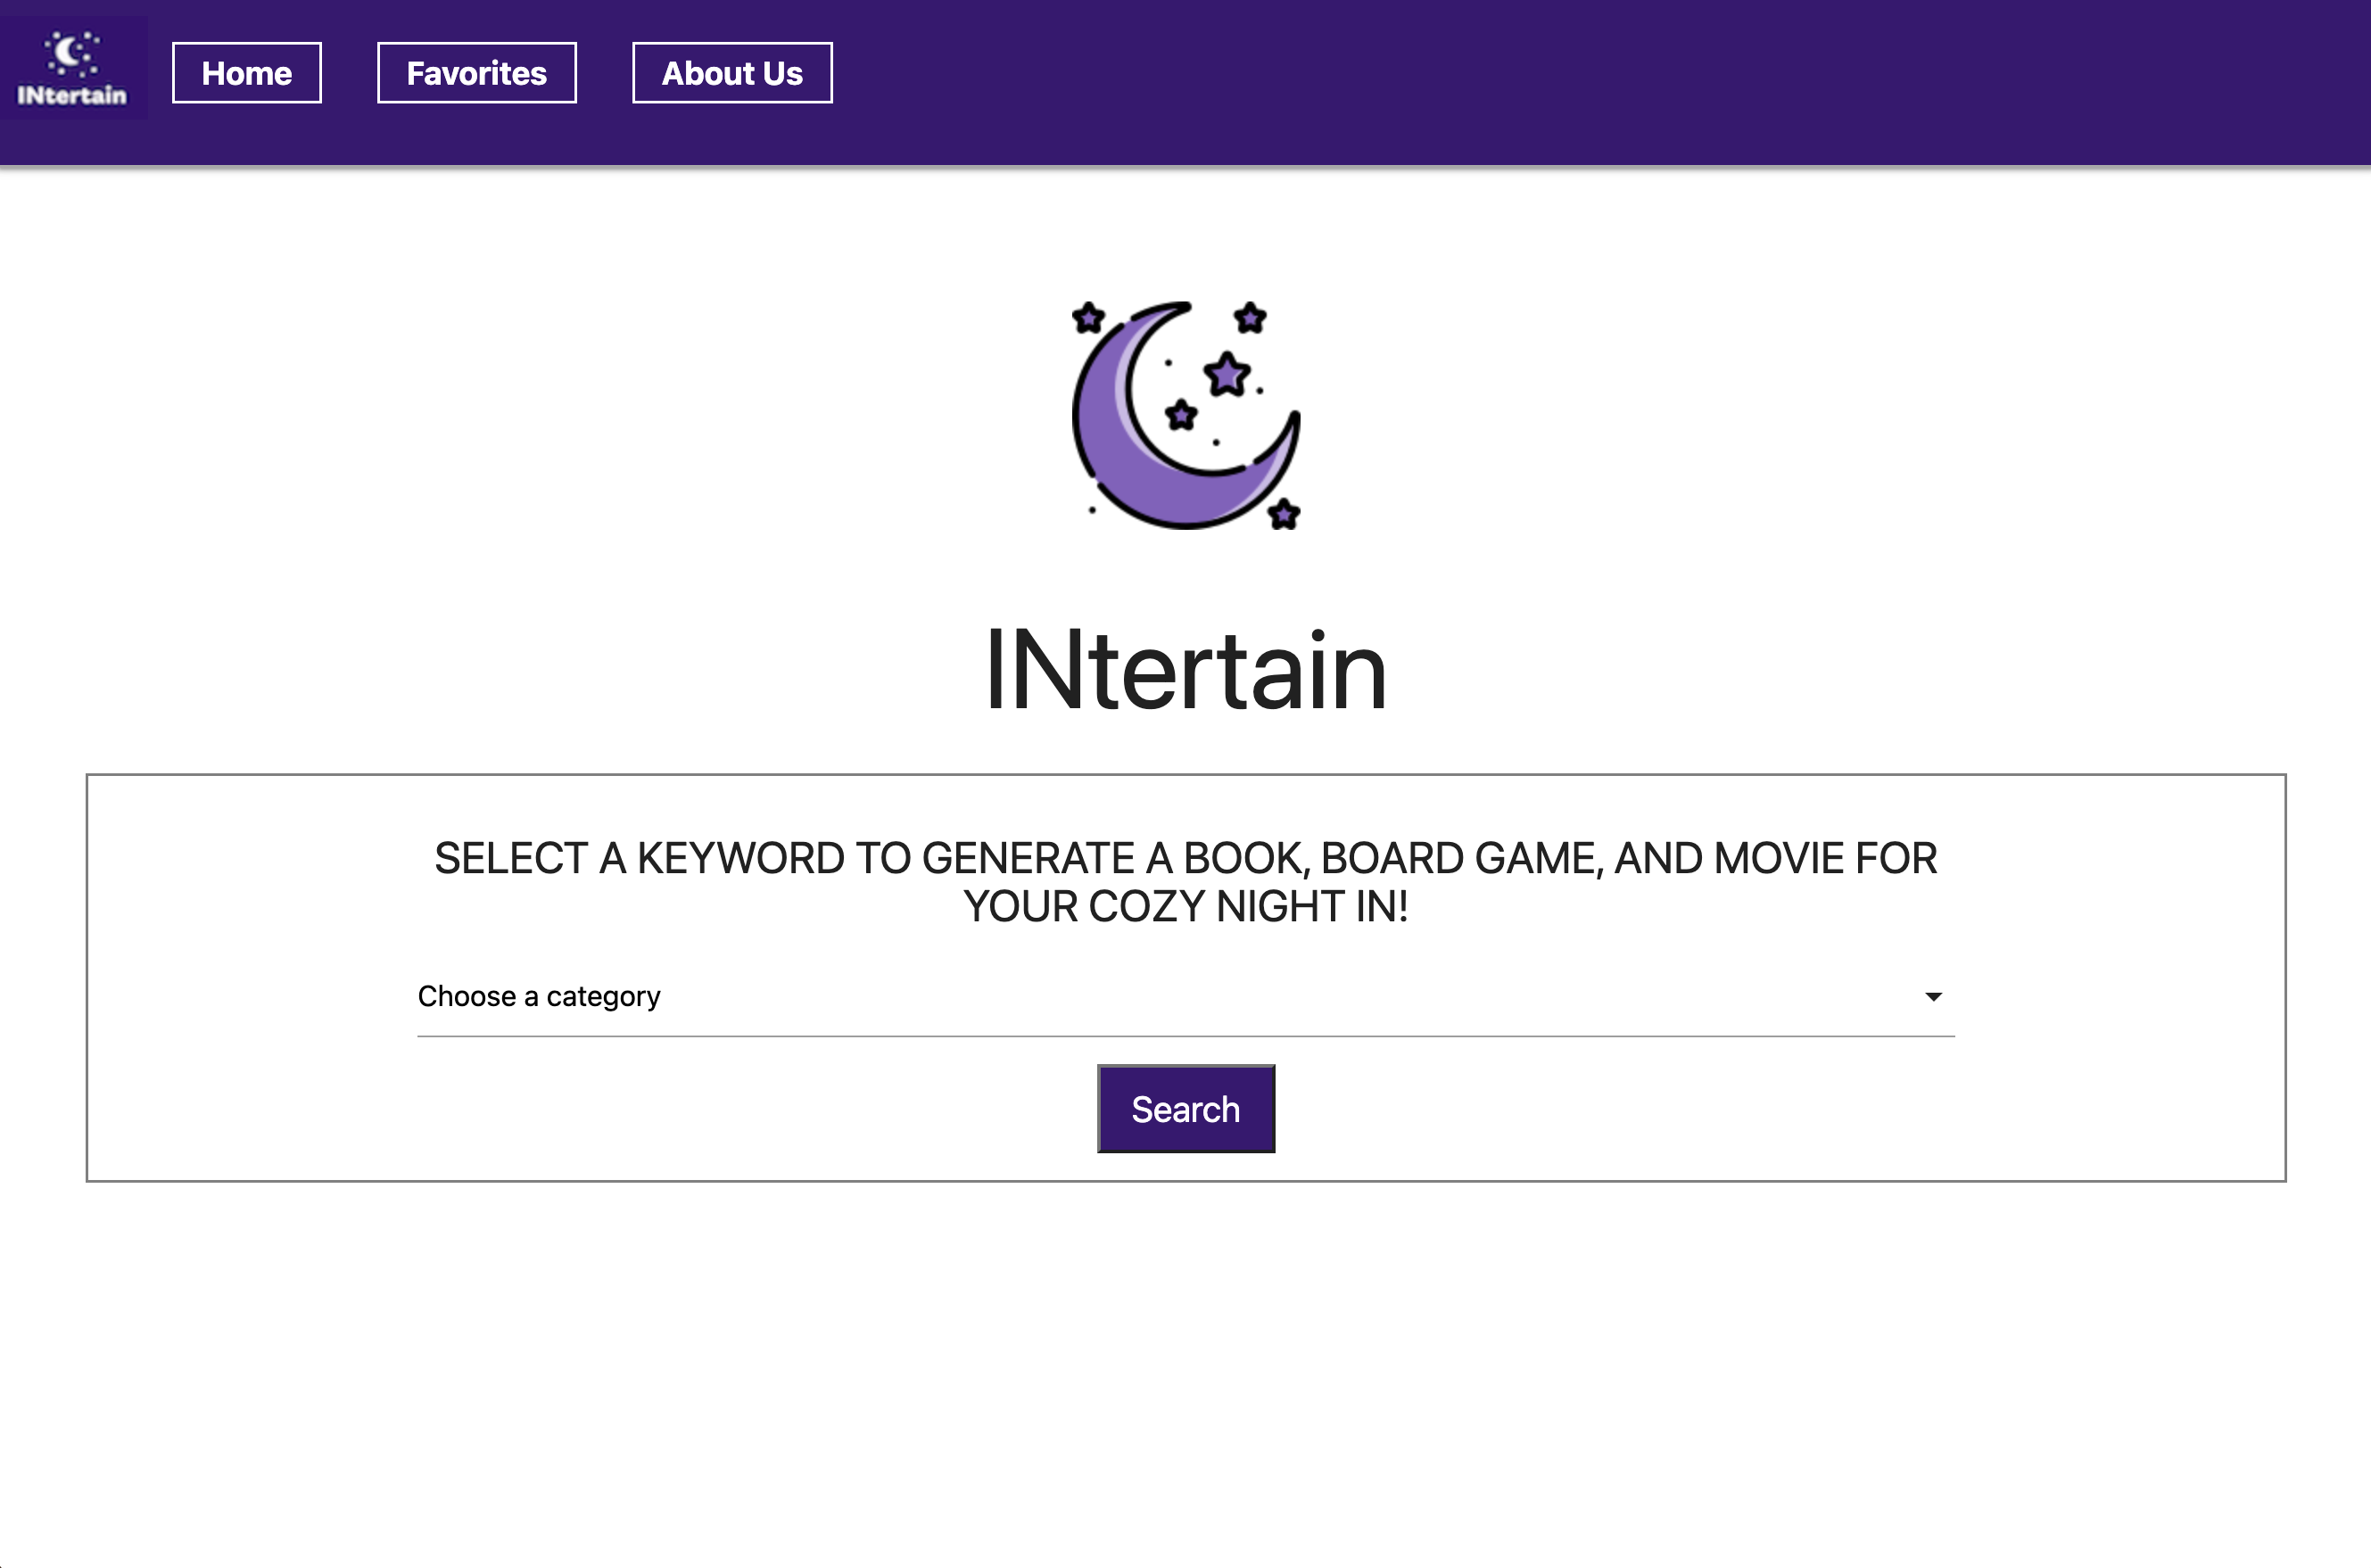 INtertain
Home
Favorites
About Us
INtertain
SELECT A KEYWORD TO GENERATE A BOOK, BOARD GAME, AND MOVIE FOR
YOUR COZY NIGHT IN!
Choose a category
Search